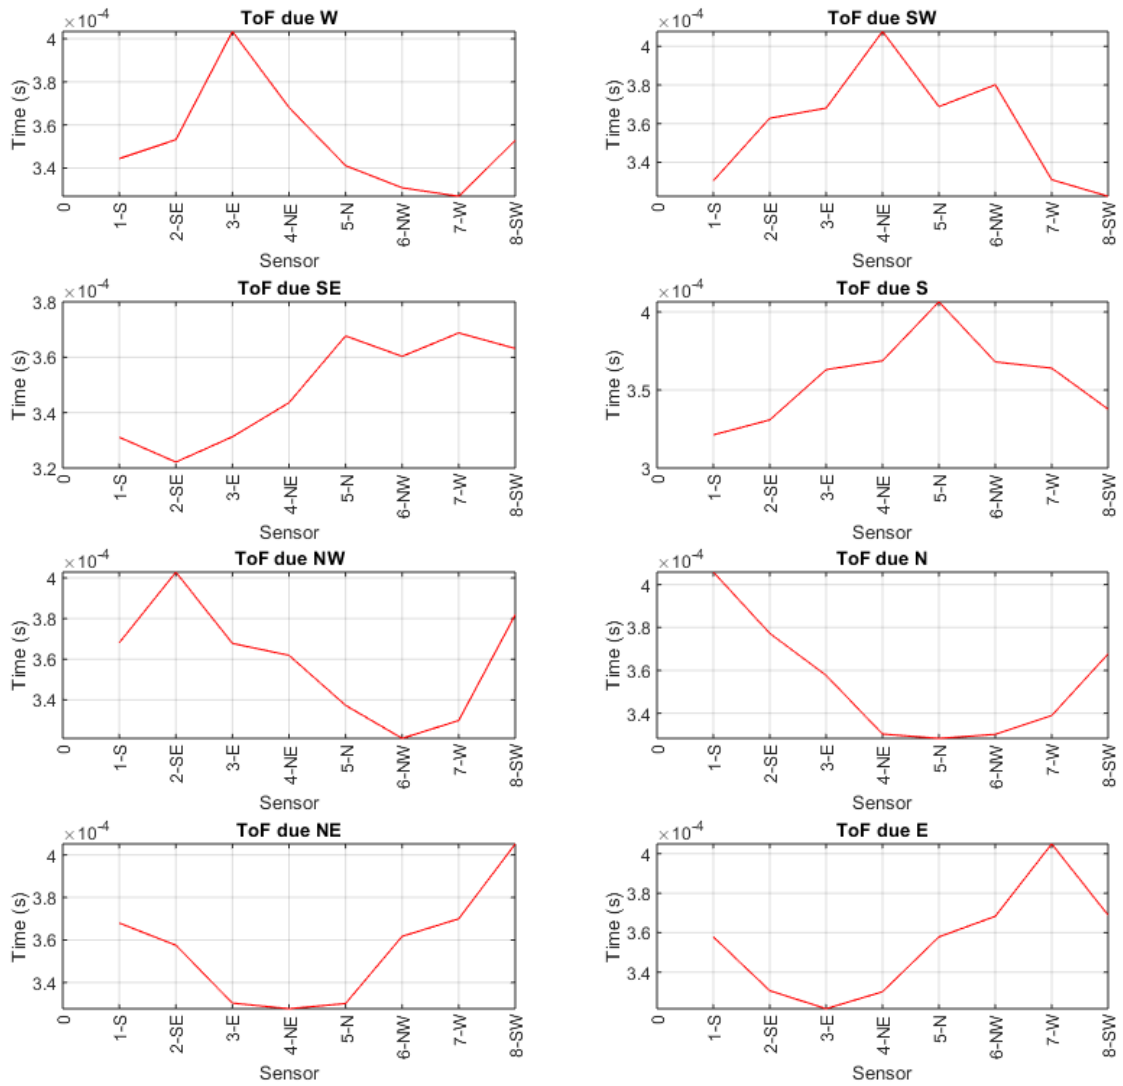 ToF due W
×10-4
4
3.8
3.6
3.4
Time (s)
0
1-S
2-SE
3-E
4-NE
5-N
6-NW
7-W
8-SW
Sensor
ToF due SW
×10-4
4
3.8
3.6
3.4
Time (s)
0
1-S
2-SE
3-E
4-NE
5-N
6-NW
7-W
8-SW
Sensor
ToF due SE
×10-4
3.8
3.6
3.4
3.2
Time (s)
0
1-S
2-SE
3-E
4-NE
5-N
6-NW
7-W
8-SW
Sensor
ToF due S
×10-4
4
3.5
3
Time (s)
0
1-S
2-SE
3-E
4-NE
5-N
6-NW
7-W
8-SW
Sensor
ToF due NW
×10-4
4
3.8
3.6
3.4
Time (s)
0
1-S
2-SE
3-E
4-NE
5-N
6-NW
7-W
8-SW
Sensor
ToF due N
×10-4
4
3.8
3.6
3.4
Time (s)
0
1-S
2-SE
3-E
4-NE
5-N
6-NW
7-W
8-SW
Sensor
ToF due NE
×10-4
4
3.8
3.6
3.4
Time (s)
0
1-S
2-SE
3-E
4-NE
5-N
6-NW
7-W
8-SW
Sensor
ToF due E
×10-4
4
3.8
3.6
3.4
Time (s)
0
1-S
2-SE
3-E
4-NE
5-N
6-NW
7-W
8-SW
Sensor